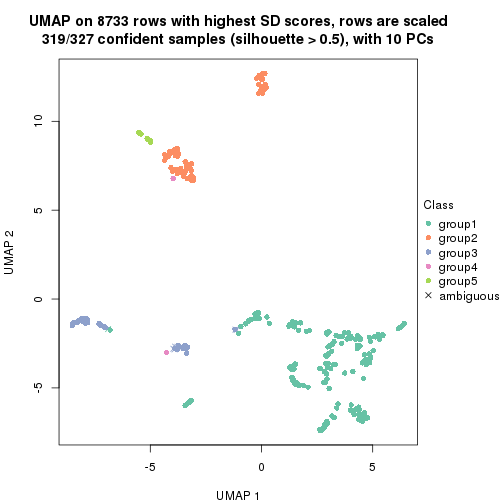 UMAP on 8733 rows with highest SD scores, rows are scaled
319/327 confident samples (silhouette > 0.5), with 10 PCs
10
5
0
-5
UMAP 2
-5
0
5
UMAP 1
Class
group1
group2
group3
group4
group5
ambiguous